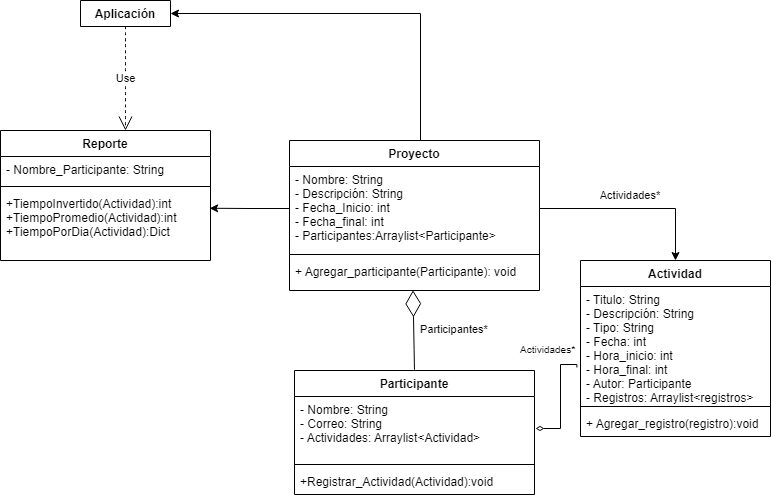 Aplicación
Use
Reporte
- Nombre_Participante: String
+TiempoInvertido(Actividad):int
+TiempoPromedio(Actividad):int
+TiempoPorDia(Actividad):Dict
Proyecto
- Nombre: String
- Descripción: String
- Fecha_Inicio: int
- Fecha_final: int
- Participantes:Arraylist<Participante>
+ Agregar_participante(Participante): void
Actividades*
Actividad
- Titulo: String
- Descripción: String
- Tipo: String
- Fecha: int
- Hora_inicio: int
- Hora_final: int
- Autor: Participante
- Registros: Arraylist<registros>
+ Agregar_registro(registro):void
Participantes*
Actividades*
Participante
- Nombre: String
- Correo: String
- Actividades: Arraylist<Actividad>
+Registrar_Actividad(Actividad):void